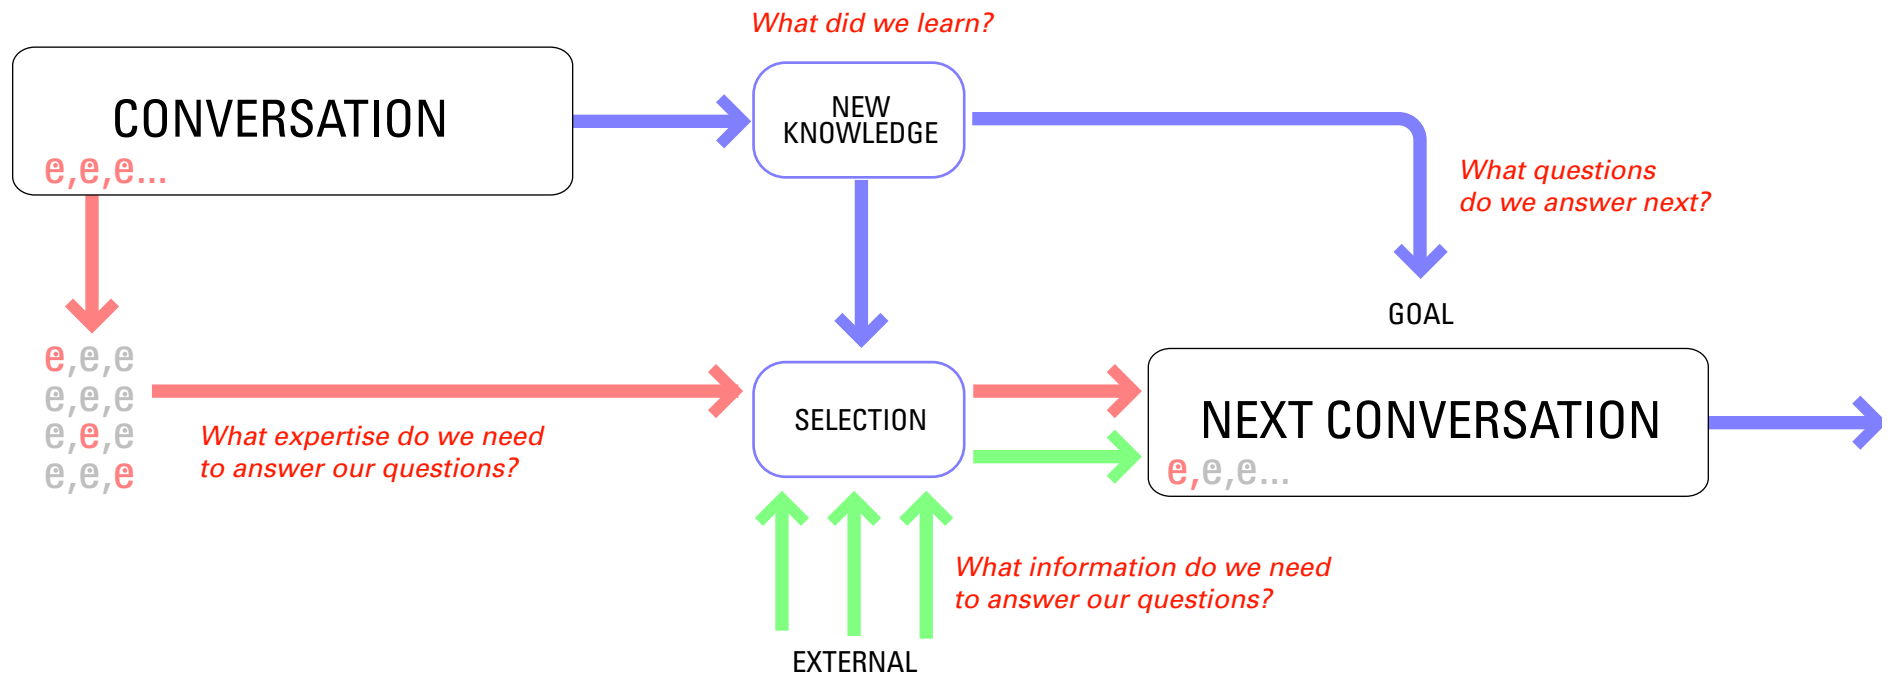 What did we learn?
CONVERSATION
e,e,e...
NEW
KNOWLEDGE
What questions
do we answer next?
GOAL
e,e,e
e,e,e
e,e,e
e,e,e
What expertise do we need
to answer our questions?
SELECTION
NEXT CONVERSATION
e,e,e...
What information do we need
to answer our questions?
EXTERNAL